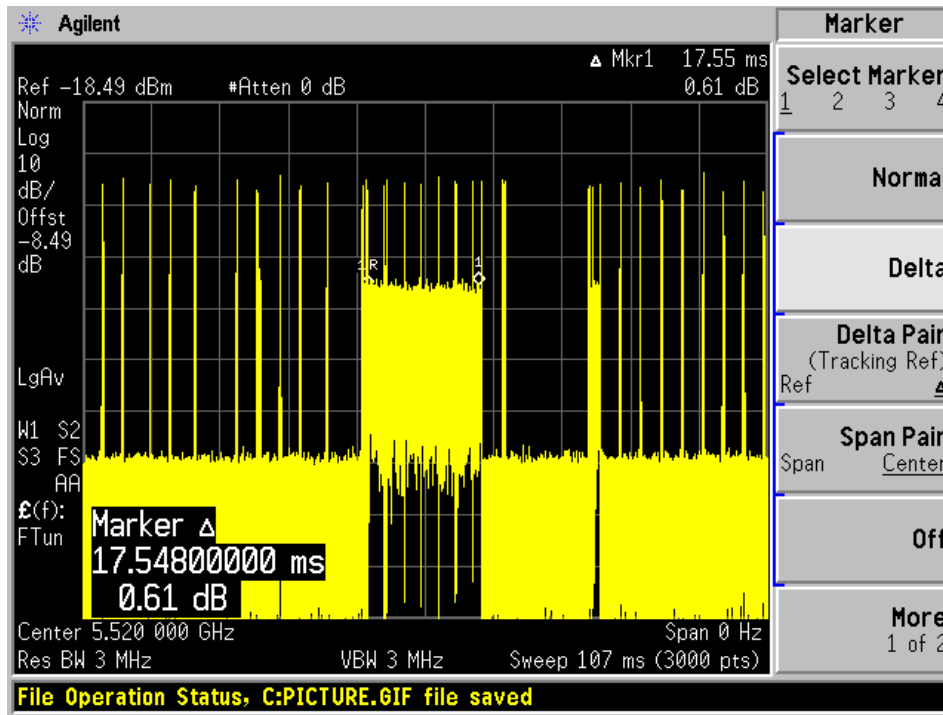 Agilent
Marker
▵ Mkr1 17.55 ms
Ref -18.49 dBm #Atten 0 dB 0.61 dB
Norm
Log
10
dB/
Offst
-8.49
dB
LgAv
W1 S2
S3 FS
AA
£(f):
FTun
1R
1
Marker ▵
17.54800000 ms
0.61 dB
Center 5.520 000 GHz Span 0 Hz
Res BW 3 MHz VBW 3 MHz Sweep 107 ms (3000 pts)
File Operation Status, C:PICTURE.GIF file saved
Select Marker
1 2 3 4
Norma
Delta
Delta Pair
(Tracking Ref)
Ref ▵
Span Pair
Span Center
Off
More
1 of 2